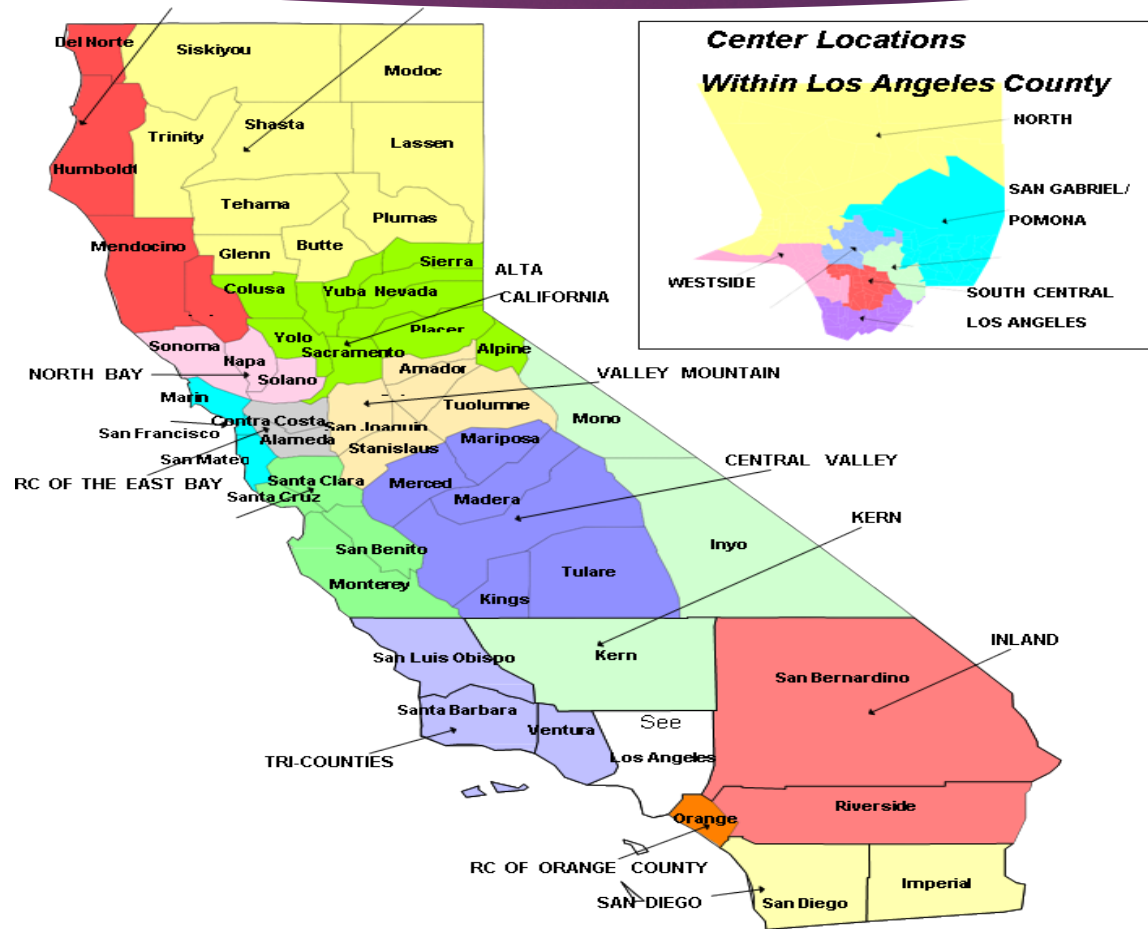 Center Locations
Within Los Angeles County
NORTH
SAN GABRIEL/
POMONA
WESTSIDE
SOUTH CENTRAL
LOS ANGELES
Del Norte
Siskiyou
Modoc
Trinity
Shasta
Lassen
Humboldt
Tehama
Plumas
Mendocino
Glenn
Butte
Sierra
ALTA
CALIFORNIA
Colusa
Yuba
Nevada
Placer
Yolo
Sacramento
Alpine
Sonoma
Napa
Solano
NORTH BAY
Amador
VALLEY MOUNTAIN
Marin
Contra Costa
San Joaquin
Tuolumne
Mono
San Francisco
Alameda
Stanislaus
Mariposa
San Mateo
CENTRAL VALLEY
RC OF THE EAST BAY
Santa Clara
Merced
Santa Cruz
Madera
KERN
San Benito
Inyo
Monterey
Kings
Tulare
INLAND
San Luis Obispo
Kern
San Bernardino
Santa Barbara
Ventura
See
Los Angeles
TRI-COUNTIES
Riverside
Orange
RC OF ORANGE COUNTY
SAN DIEGO
San Diego
Imperial